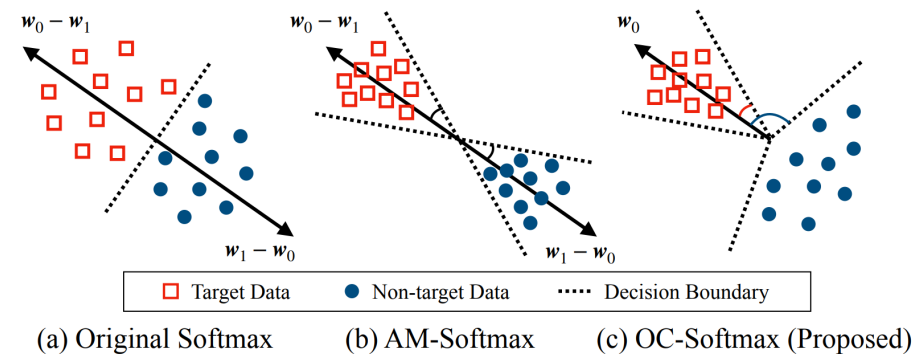 w₀ − w₁
w₁ − w₀
w₀ − w₁
w₁ − w₀
w₀
Target Data
Non-target Data
Decision Boundary
(a) Original Softmax
(b) AM-Softmax
(c) OC-Softmax (Proposed)